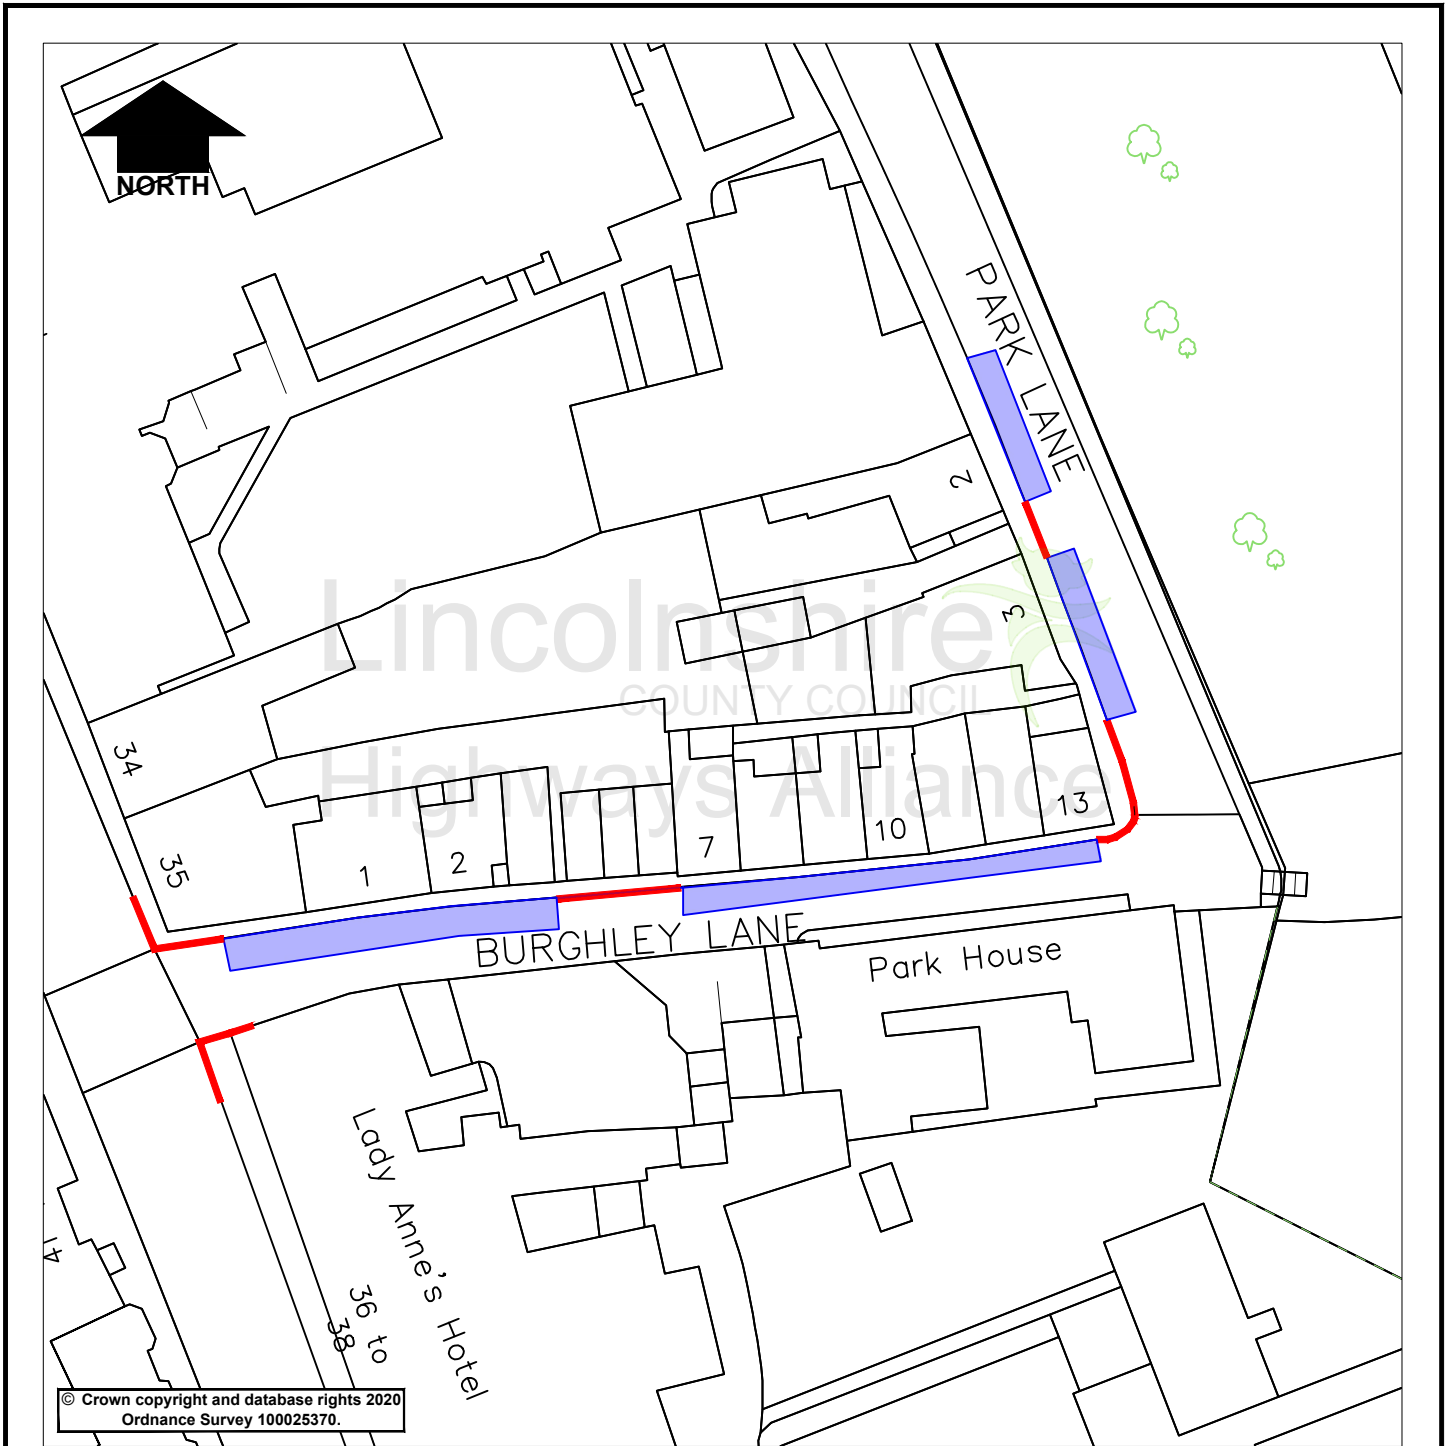 NORTH
PARK LANE
2
3
Lincolnshire
COUNTY COUNCIL
Highways Alliance
34
35
1
2
7
10
13
BURGHLEY LANE
Park House
Lady Anne's Hotel
36 to
38
41
© Crown copyright and database rights 2020
Ordnance Survey 100025370.